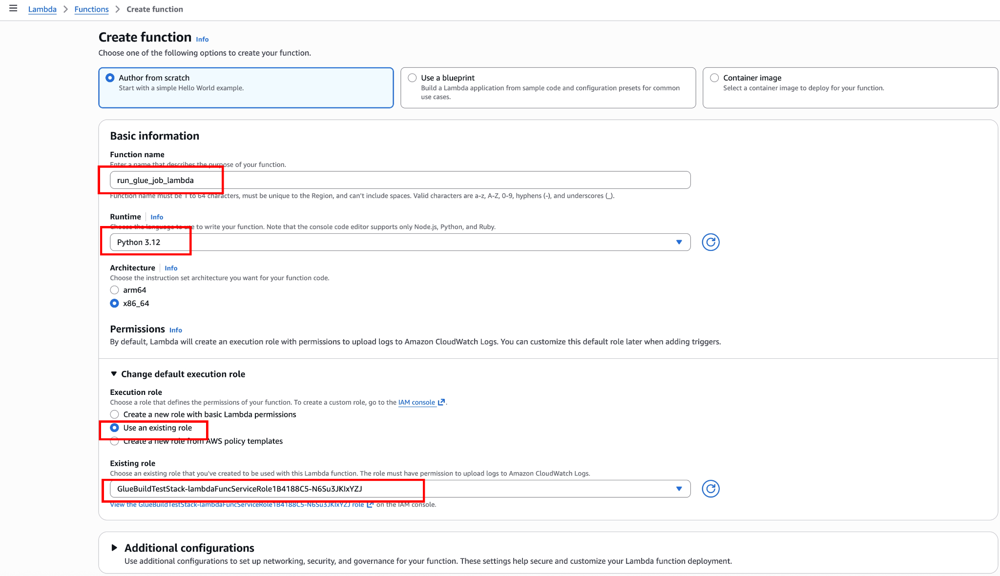 Lambda > Functions > Create function
Create function Info
Choose one of the following options to create your function.
Author from scratch
Start with a simple Hello World example.
Use a blueprint
Build a Lambda application from sample code and configuration presets for common
use cases.
Container image
Select a container image to deploy for your function.
Basic information
Function name
Enter a name that describes the purpose of your function.
run_glue_job_lambda
Function name must be 1 to 64 characters, must be unique to the Region, and can't include spaces. Valid characters are a-z, A-Z, 0-9, hyphens (-), and underscores (_).
Runtime Info
Choose the language to use to write your function. Note that the console code editor supports only Node.js, Python, and Ruby.
Python 3.12
Architecture Info
Choose the instruction set architecture you want for your function code.
arm64
x86_64
Permissions Info
By default, Lambda will create an execution role with permissions to upload logs to Amazon CloudWatch Logs. You can customize this default role later when adding triggers.
Change default execution role
Execution role
Choose a role that defines the permissions of your function. To create a custom role, go to the IAM console.
Create a new role with basic Lambda permissions
Use an existing role
Create a new role from AWS policy templates
Existing role
Choose an existing role that you've created to be used with this Lambda function. The role must have permission to upload logs to Amazon CloudWatch Logs.
GlueBuildTestStack-lambdaFuncServiceRole1B4188C5-N6Su3JKIxYZJ
View the GlueBuildTestStack-lambdaFuncServiceRole1B4188C5-N6Su3JKIxYZJ role on the IAM console.
Additional configurations
Use additional configurations to set up networking, security, and governance for your function. These settings help secure and customize your Lambda function deployment.